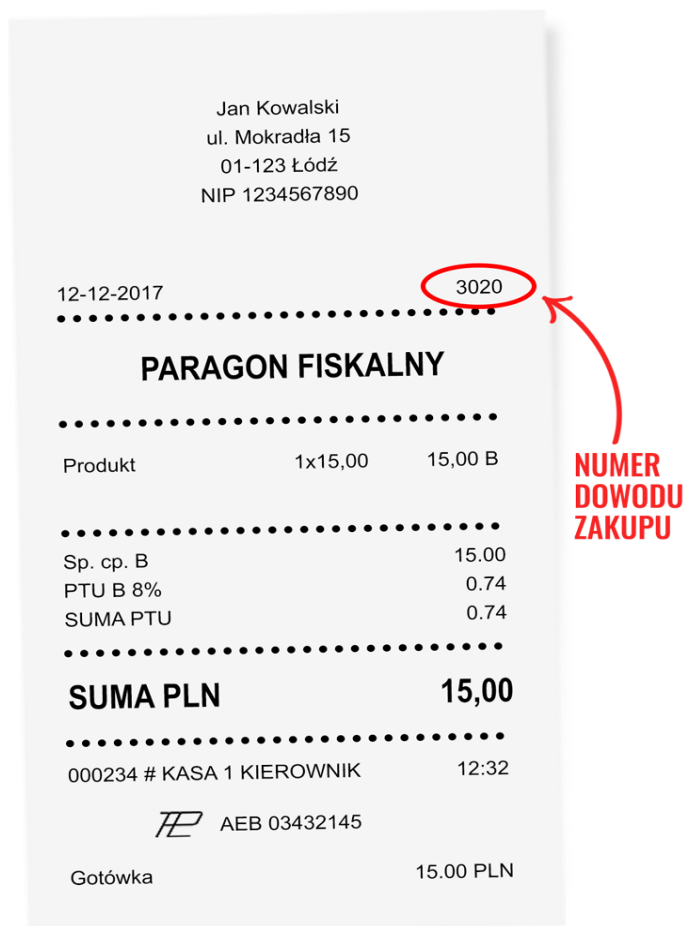 Jan Kowalski
ul. Mokradła 15
01-123 Łódź
NIP 1234567890
12-12-2017 3020
PARAGON FISKALNY
Produkt 1x15,00 15,00 B
NUMER
DOWODU
ZAKUPU
Sp. cp. B 15.00
PTU B 8% 0.74
SUMA PTU 0.74
SUMA PLN 15,00
000234 # KASA 1 KIEROWNIK 12:32
AEB 03432145
Gotówka 15.00 PLN